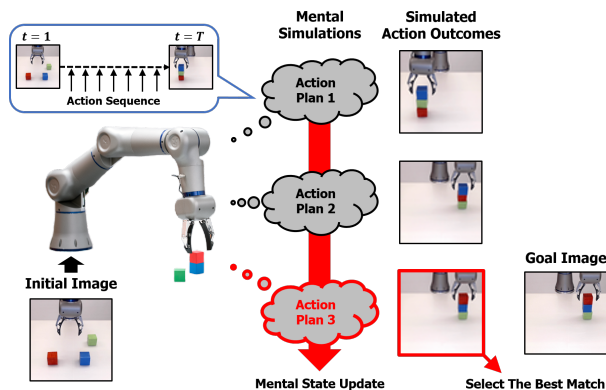 t = 1
t = T
Action Sequence
Mental
Simulations
Simulated
Action Outcomes
Action
Plan 1
Action
Plan 2
Action
Plan 3
Initial Image
Goal Image
Mental State Update
Select The Best Match